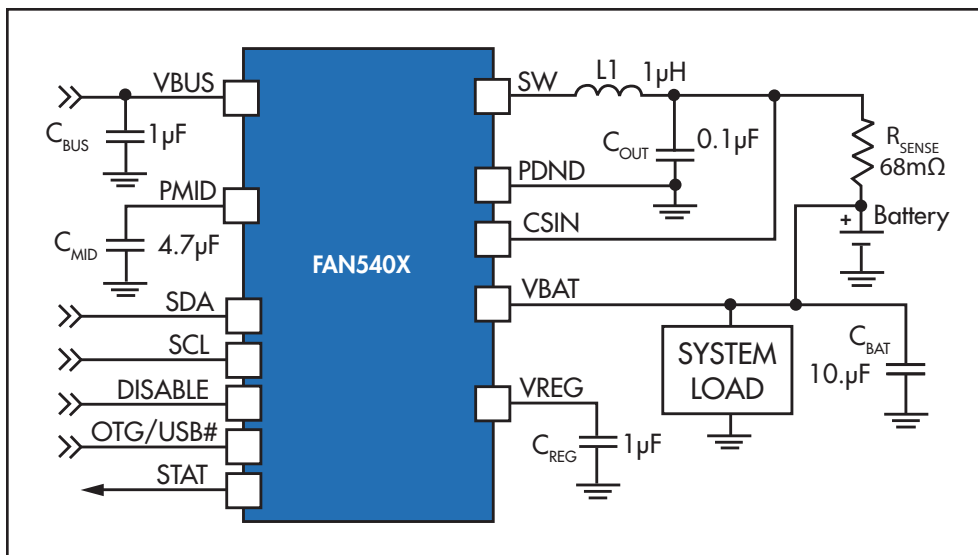 VBUS
C_BUS 1µF
PMID
C_MID 4.7µF
SDA
SCL
DISABLE
OTG/USB#
STAT
FAN540X
SW
L1 1µH
C_OUT 0.1µF
PDND
CSIN
VBAT
VREG
C_REG 1µF
R_SENSE
68mΩ
+ Battery
SYSTEM
LOAD
C_BAT
10.µF